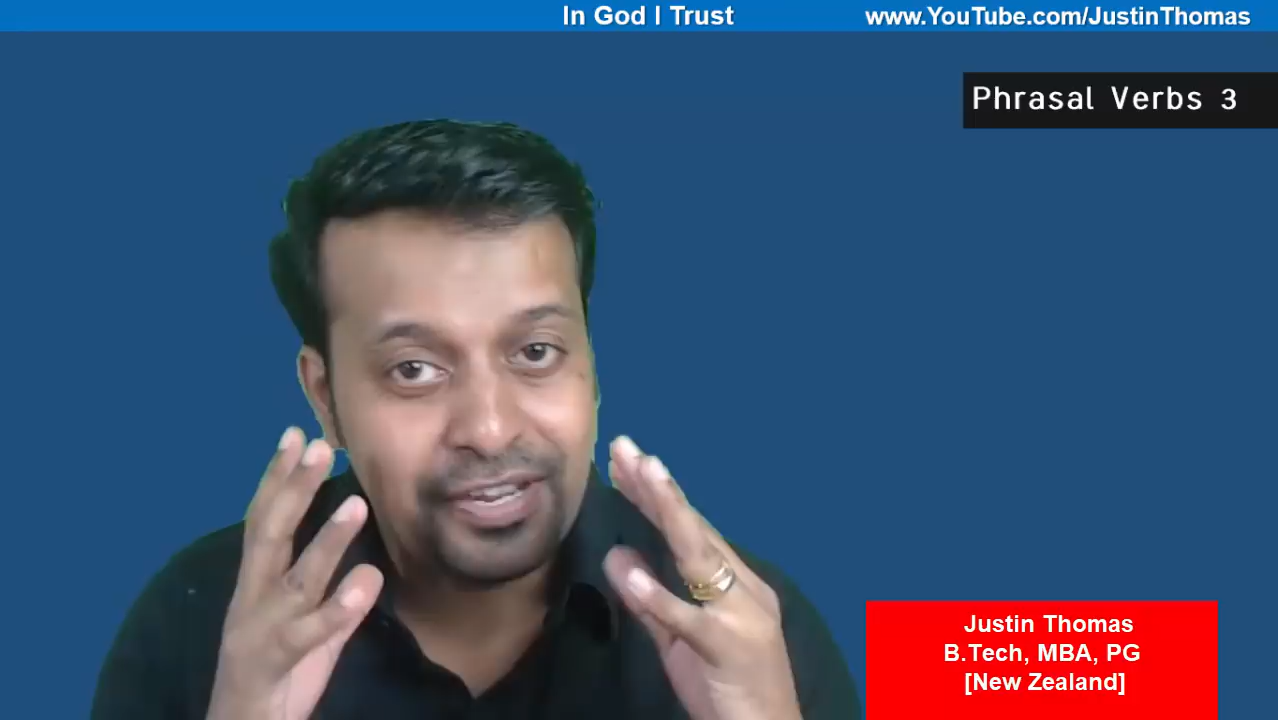 In God I Trust
www.YouTube.com/JustinThomas
Phrasal Verbs 3
Justin Thomas
B.Tech, MBA, PG
[New Zealand]